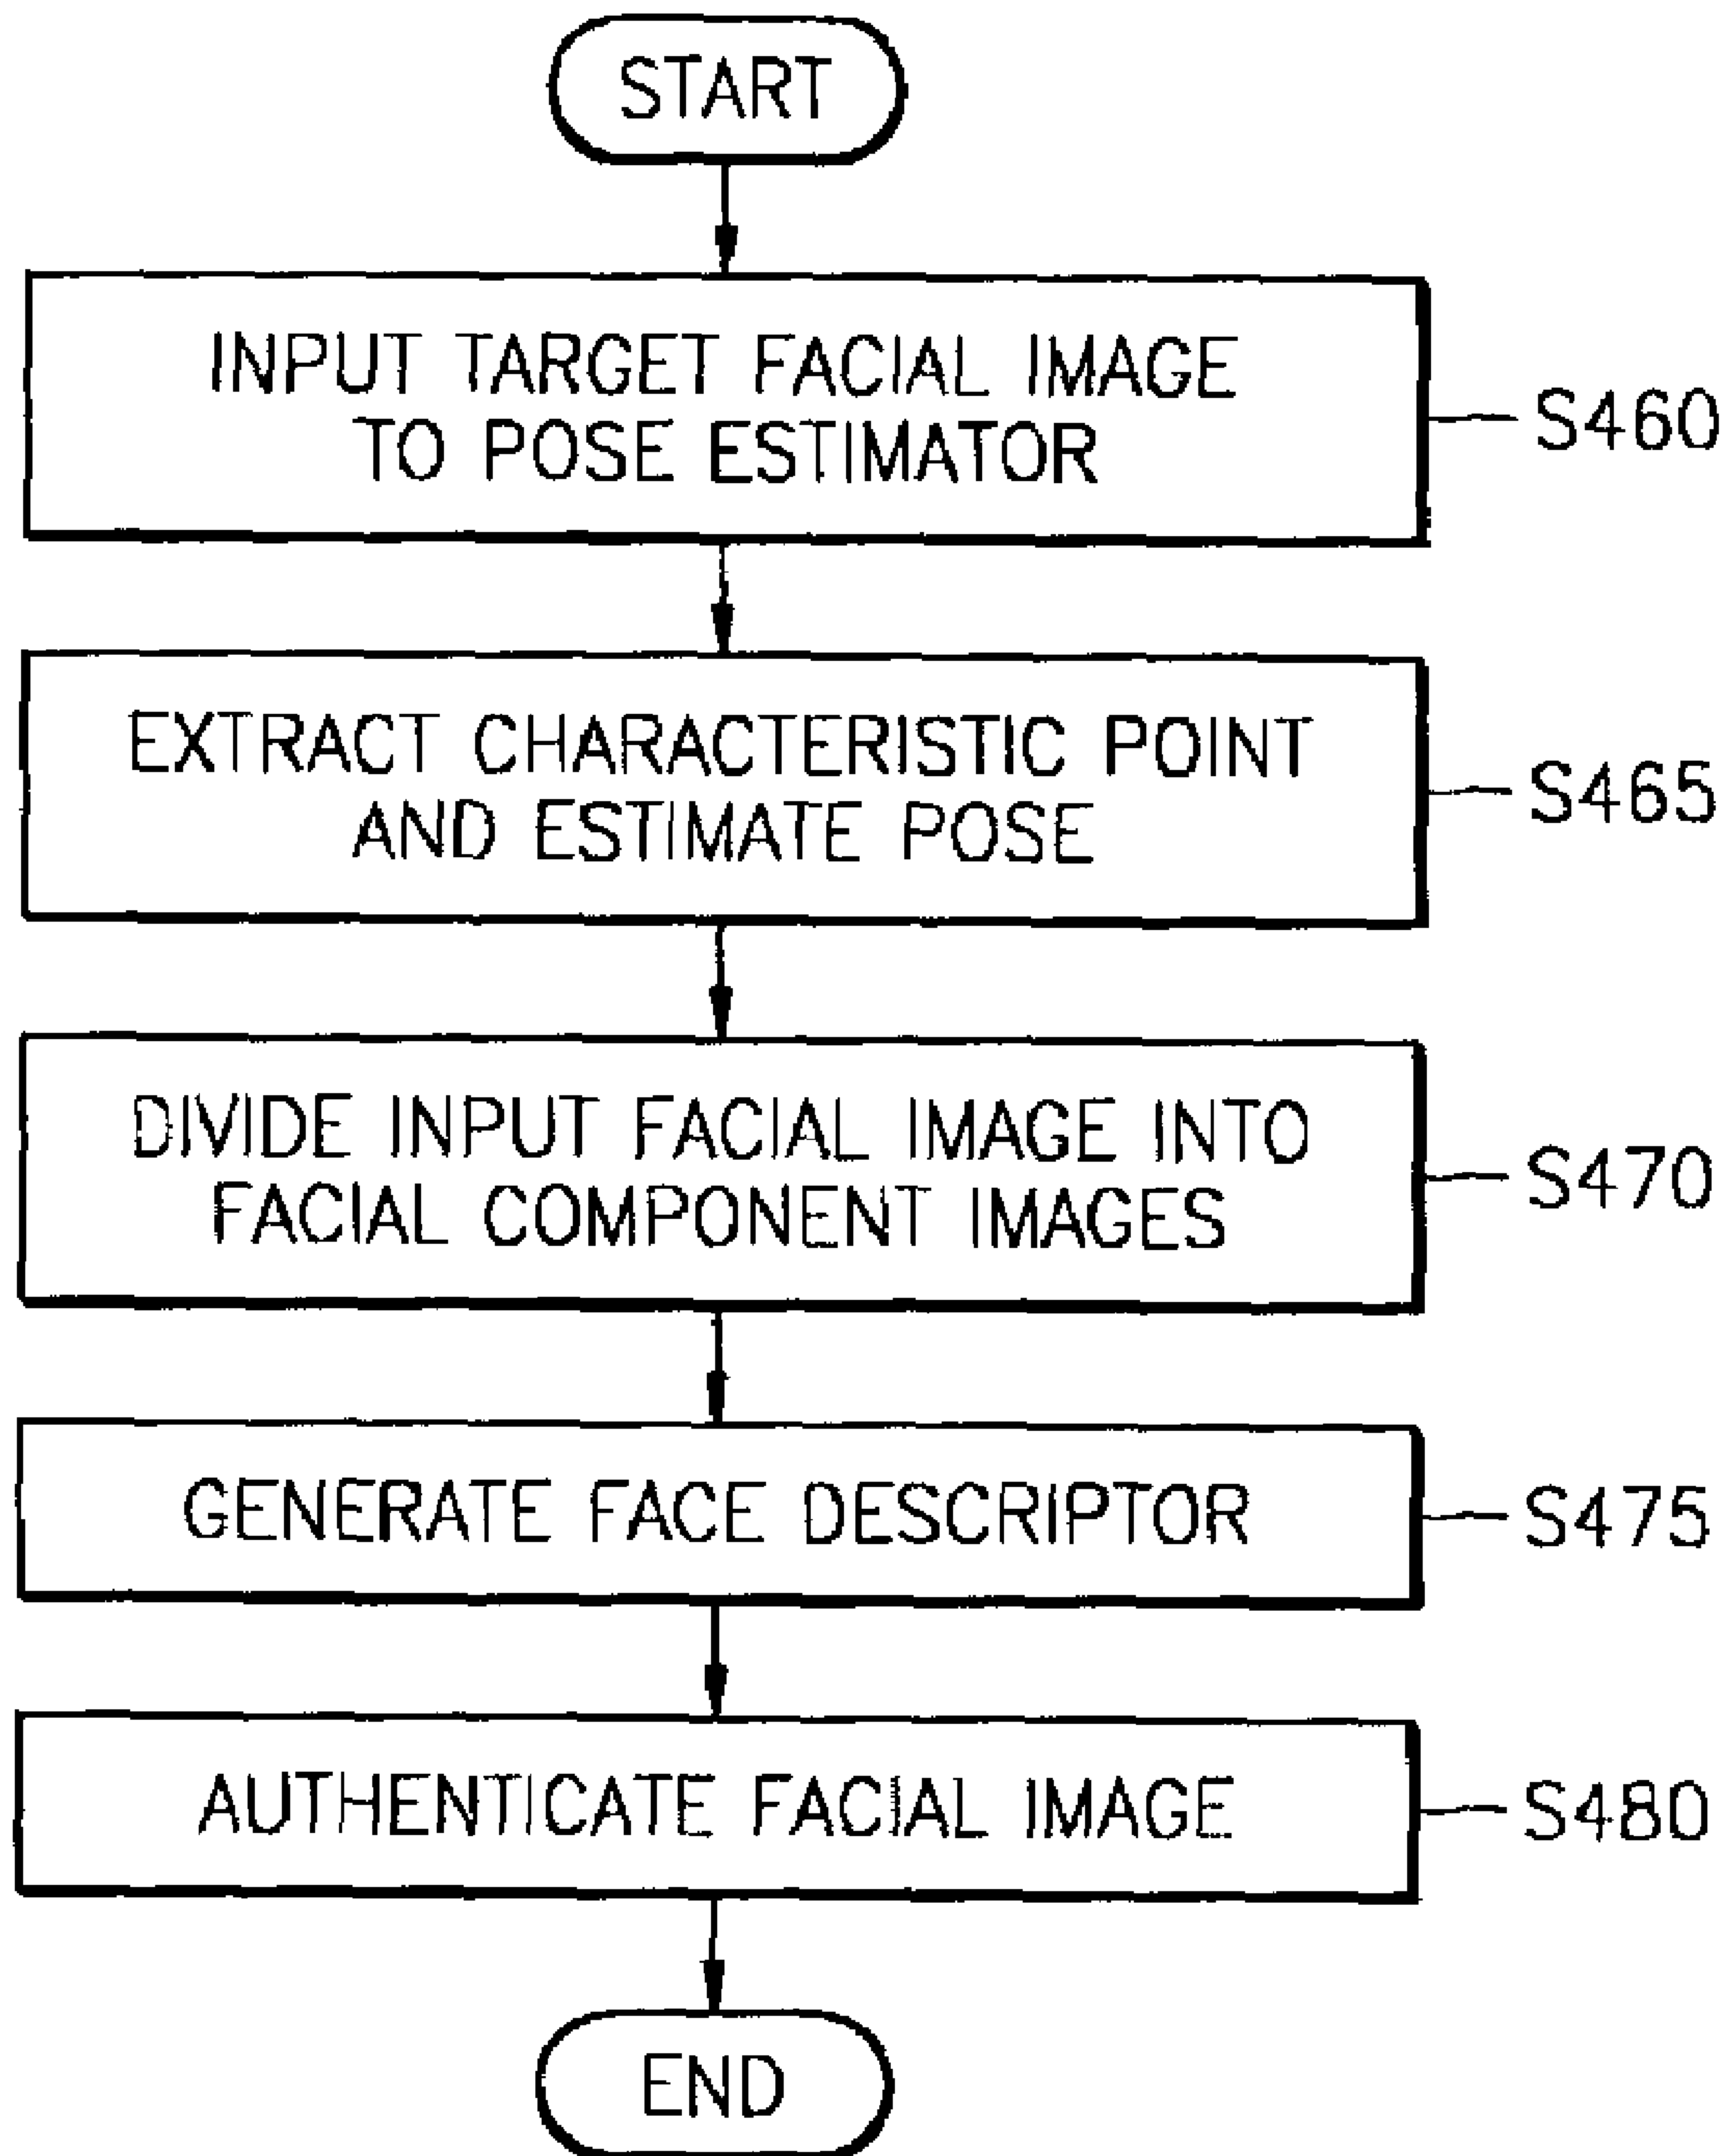 START
INPUT TARGET FACIAL IMAGE
TO POSE ESTIMATOR
S460
EXTRACT CHARACTERISTIC POINT
AND ESTIMATE POSE
S465
DIVIDE INPUT FACIAL IMAGE INTO
FACIAL COMPONENT IMAGES
S470
GENERATE FACE DESCRIPTOR
S475
AUTHENTICATE FACIAL IMAGE
S480
END